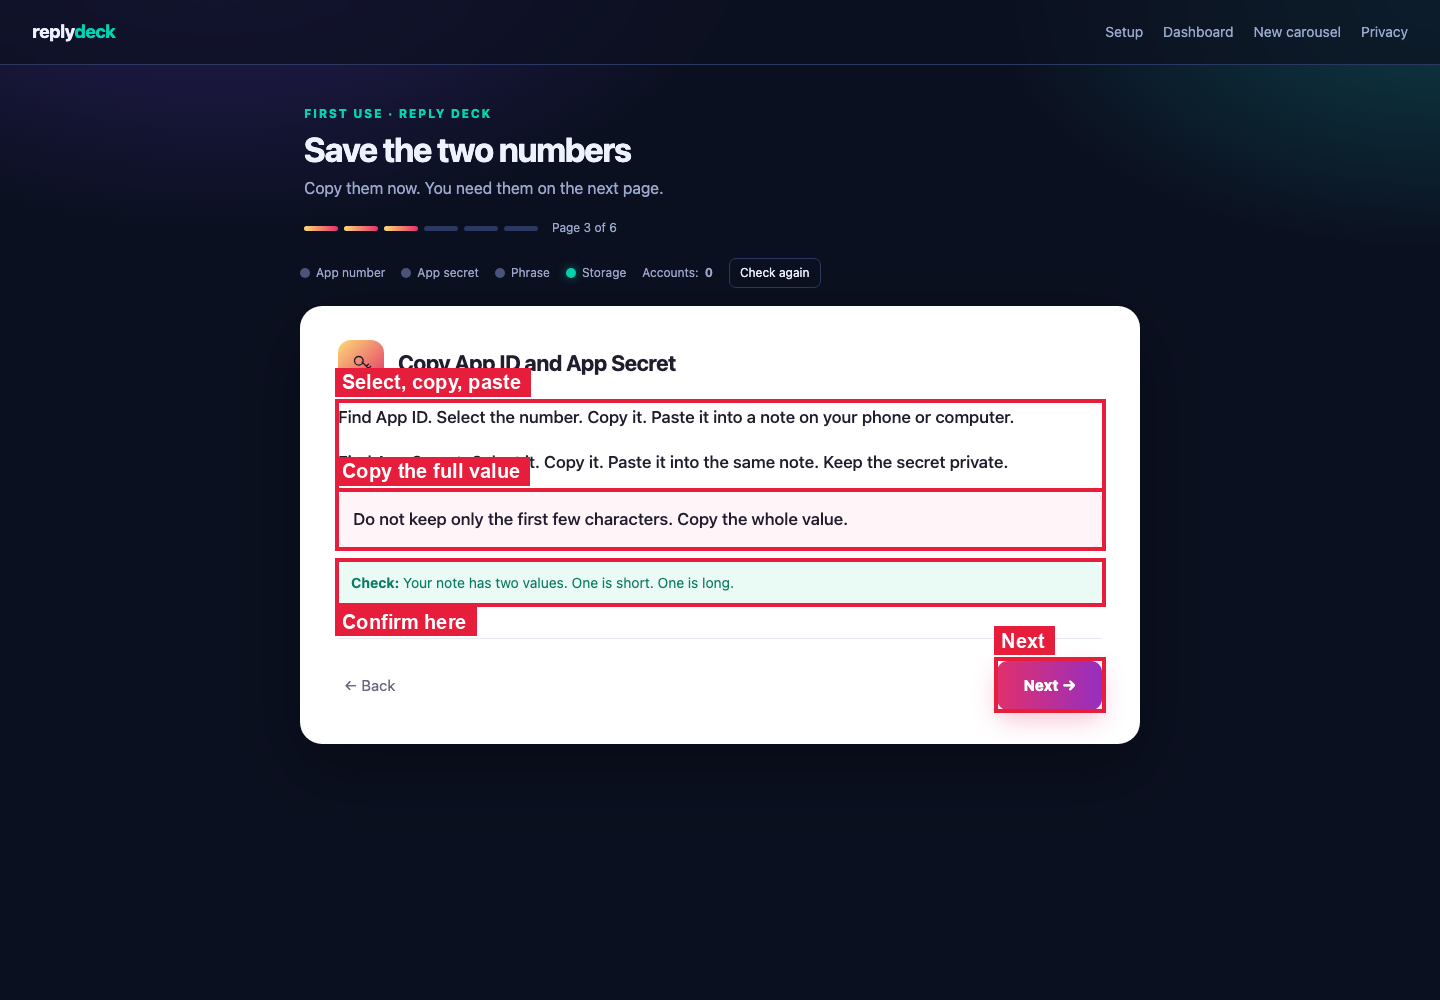 replydeck
Setup Dashboard New carousel Privacy
FIRST USE · REPLY DECK
Save the two numbers
Copy them now. You need them on the next page.
Page 3 of 6
App number App secret Phrase Storage Accounts: 0 Check again
Copy App ID and App Secret
Select, copy, paste
Find App ID. Select the number. Copy it. Paste it into a note on your phone or computer.
Copy it. Paste it into the same note. Keep the secret private.
Copy the full value
Do not keep only the first few characters. Copy the whole value.
Check: Your note has two values. One is short. One is long.
Confirm here
Next
← Back
Next →